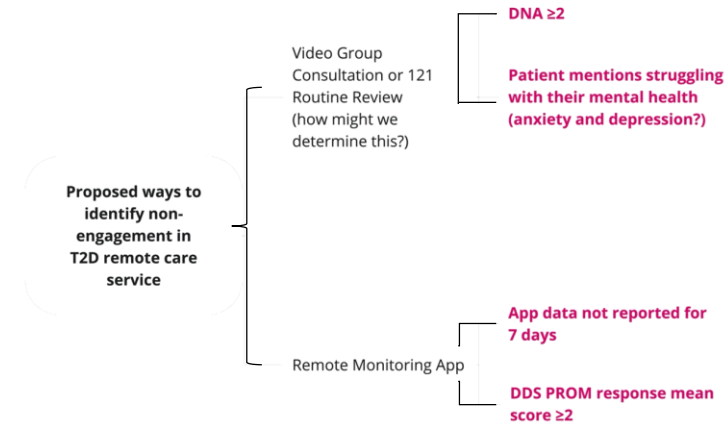 Proposed ways to
identify non-
engagement in
T2D remote care
service
Video Group
Consultation or 121
Routine Review
(how might we
determine this?)
DNA ≥2
Patient mentions struggling
with their mental health
(anxiety and depression?)
Remote Monitoring App
App data not reported for
7 days
DDS PROM response mean
score ≥2